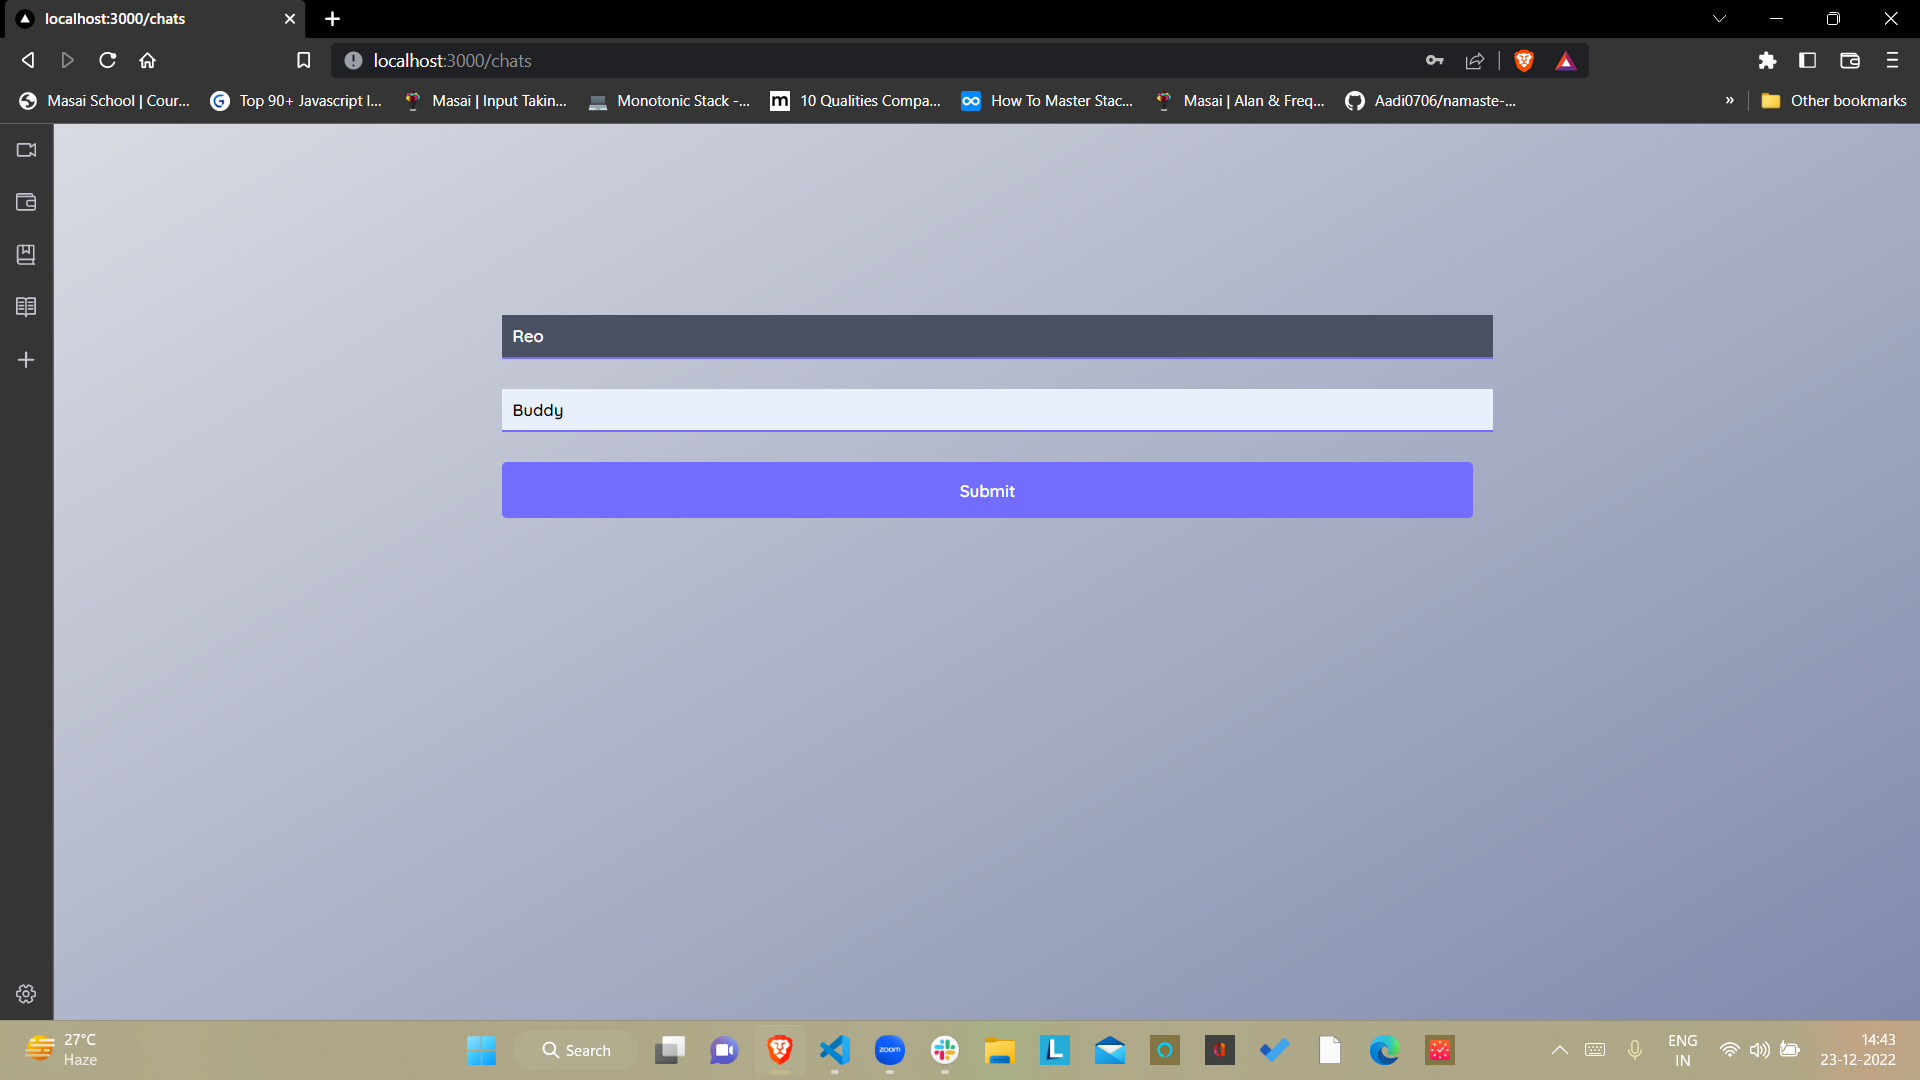 localhost:3000/chats
localhost:3000/chats
Masai School | Cour...
Top 90+ Javascript I...
Masai | Input Takin...
Monotonic Stack -...
10 Qualities Compa...
How To Master Stac...
Masai | Alan & Freq...
Aadi0706/namaste-...
»
Other bookmarks
Reo
Buddy
Submit
27°C
Haze
Search
zoom
L
ENG
IN
14:43
23-12-2022